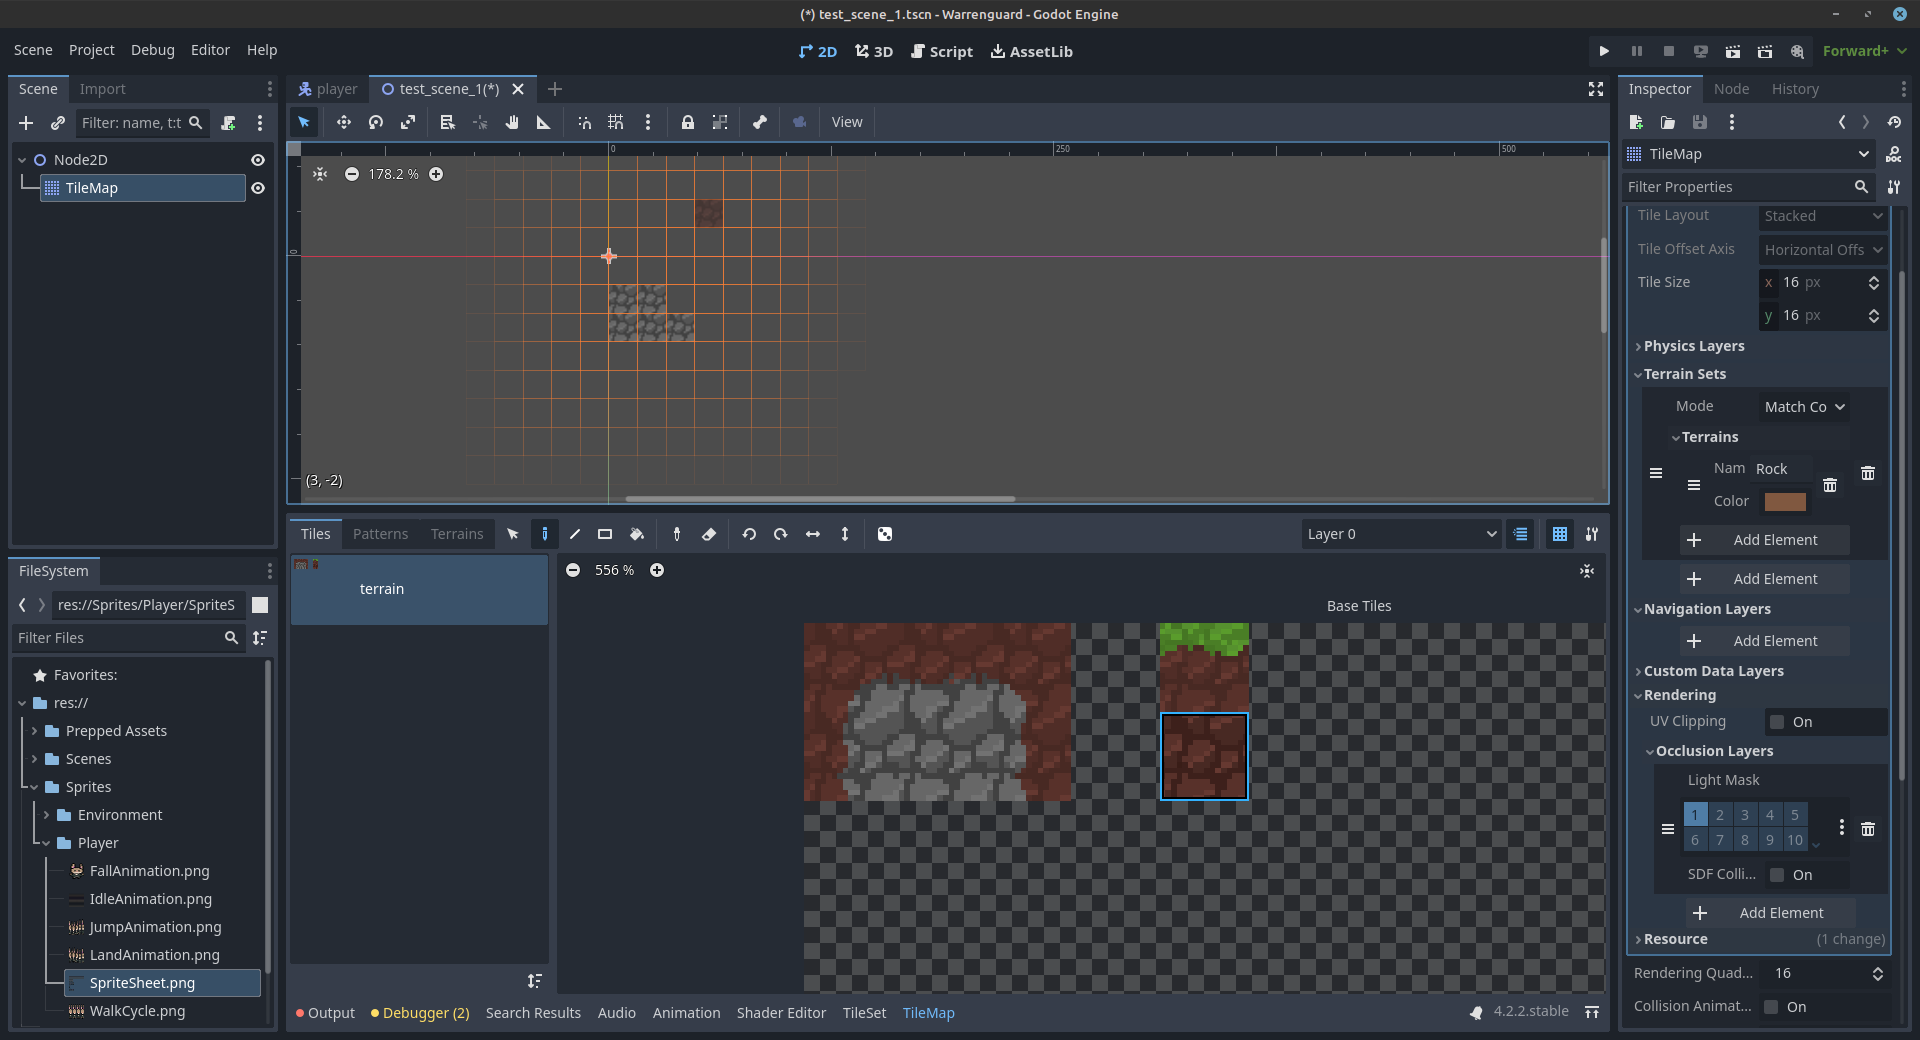 (*) test_scene_1.tscn - Warrenguard - Godot Engine
Scene Project Debug Editor Help
2D 3D Script AssetLib
Forward+
Scene Import
Filter: name, t:t
Node2D
TileMap
player test_scene_1(*)
View
0 250 500
0
178.2 %
(3, -2)
Tiles Patterns Terrains
Layer 0
terrain
556 %
Base Tiles
FileSystem
res://Sprites/Player/SpriteS
Filter Files
Favorites:
res://
Prepped Assets
Scenes
Sprites
Environment
Player
FallAnimation.png
IdleAnimation.png
JumpAnimation.png
LandAnimation.png
SpriteSheet.png
WalkCycle.png
Output Debugger (2) Search Results Audio Animation Shader Editor TileSet TileMap
4.2.2.stable
Inspector Node History
TileMap
DOC
Filter Properties
Tile Layout Stacked
Tile Offset Axis Horizontal Offs
Tile Size x 16 px
y 16 px
Physics Layers
Terrain Sets
Mode Match Co
Terrains
Nam Rock
Color
Add Element
Add Element
Navigation Layers
Add Element
Custom Data Layers
Rendering
UV Clipping On
Occlusion Layers
Light Mask
1 2 3 4 5
6 7 8 9 10
SDF Colli... On
Add Element
Resource (1 change)
Rendering Quad... 16
Collision Animat... On